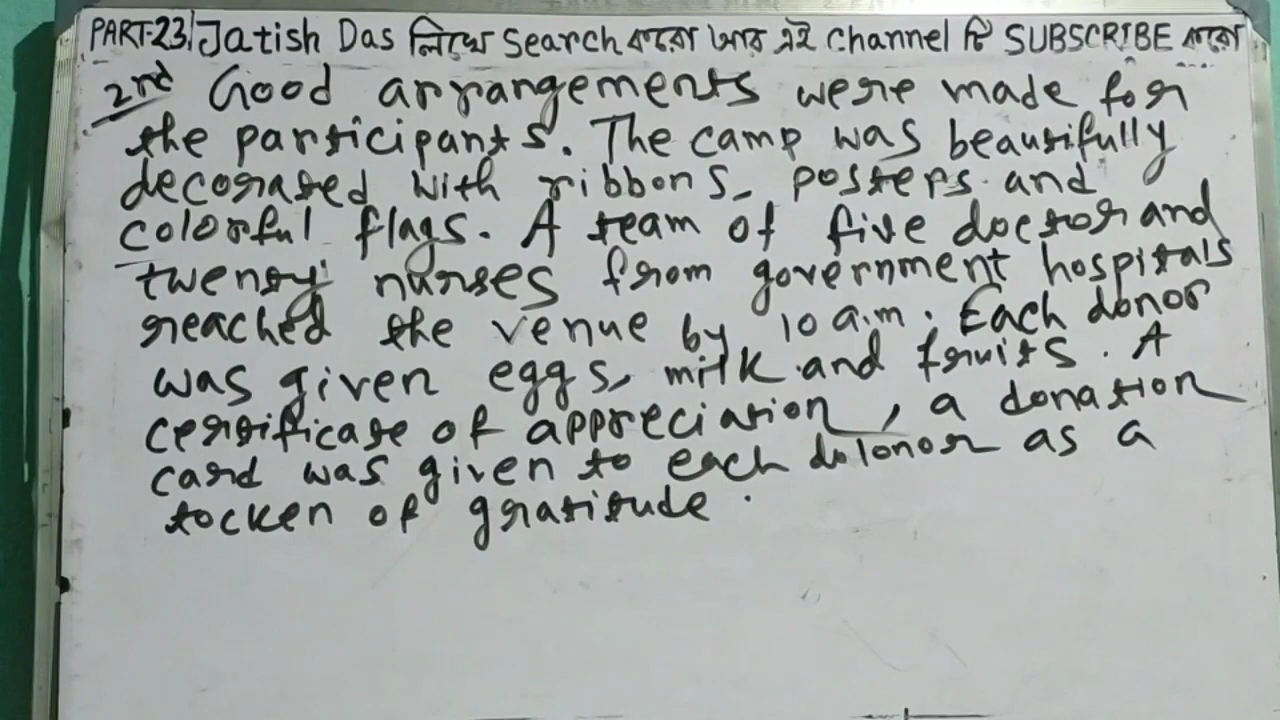 PART-23| Jatish Das লিখে Search করো আর এই Channel টি SUBSCRIBE করো
2nd Good arrangements were made for
the participants. The camp was beautifully
decorated with ribbons, posters and
colorful flags. A team of five doctor and
twenty nurses from government hospitals
reached the venue by 10 a.m. Each donor
was given eggs, milk and fruits. A
certificate of appreciation, a donation
card was given to each donor as a
tocken of gratitude.